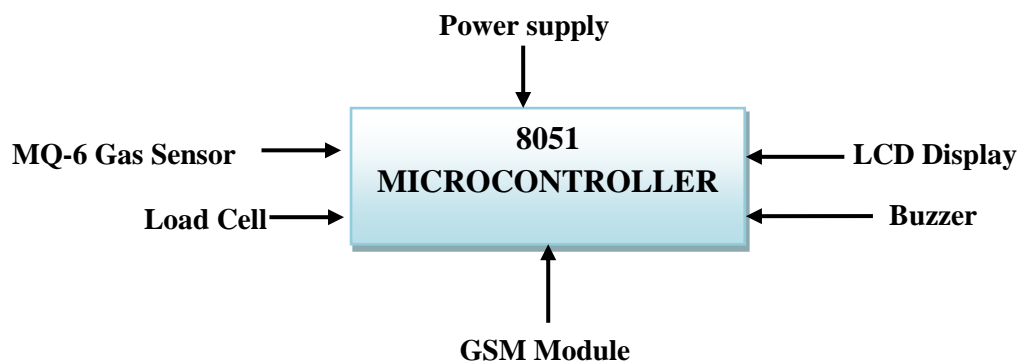 Power supply
8051
MICROCONTROLLER
MQ-6 Gas Sensor
LCD Display
Load Cell
Buzzer
GSM Module